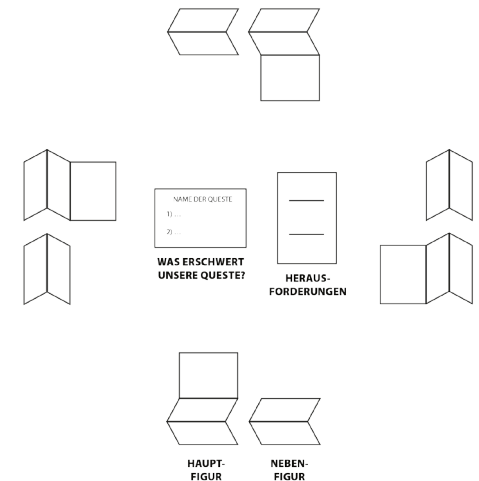 NAME DER QUESTE
1) ...
2) ...
WAS ERSCHWERT
UNSERE QUESTE?
HERAUS-
FORDERUNGEN
HAUPT-
FIGUR
NEBEN-
FIGUR